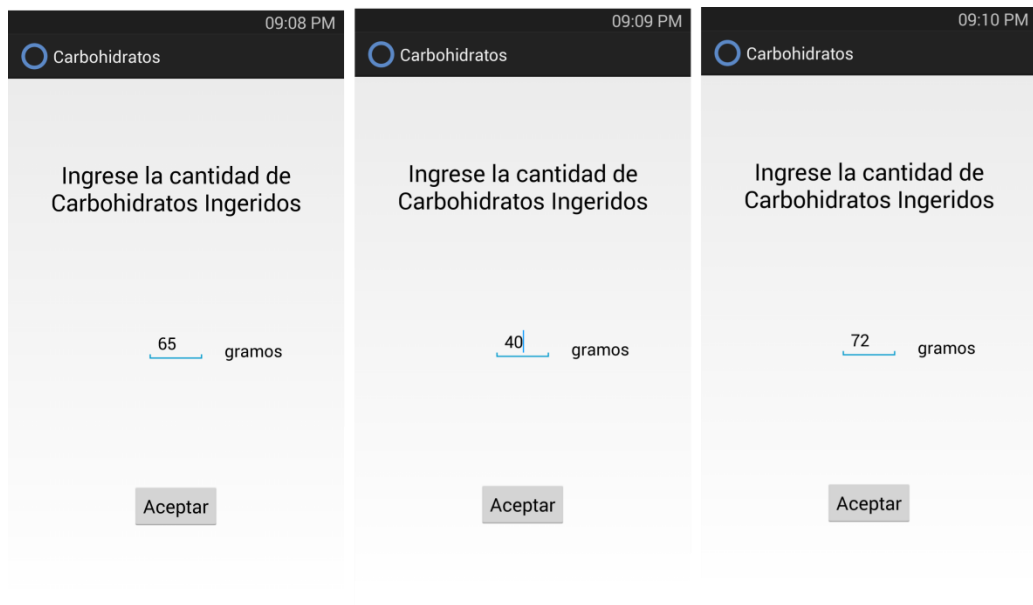 09:08 PM
Carbohidratos
Ingrese la cantidad de
Carbohidratos Ingeridos
65 gramos
Aceptar
09:09 PM
Carbohidratos
Ingrese la cantidad de
Carbohidratos Ingeridos
40 gramos
Aceptar
09:10 PM
Carbohidratos
Ingrese la cantidad de
Carbohidratos Ingeridos
72 gramos
Aceptar